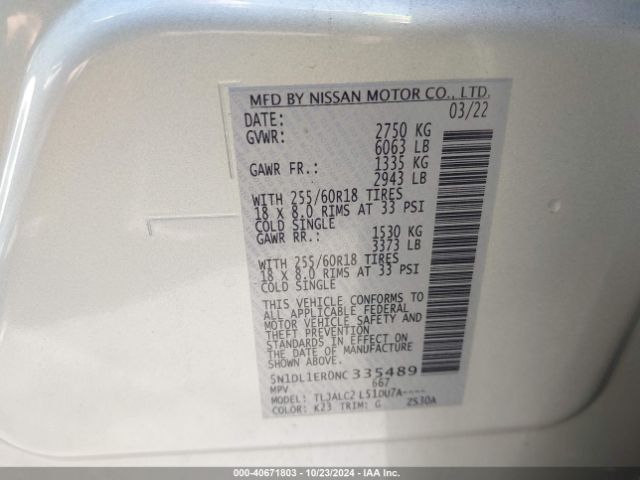 MFD BY NISSAN MOTOR CO., LTD.
DATE: 03/22
GVWR: 2750 KG
6063 LB
GAWR FR.: 1335 KG
2943 LB
WITH 255/60R18 TIRES
18 X 8.0 RIMS AT 33 PSI
COLD SINGLE
GAWR RR.: 1530 KG
3373 LB
WITH 255/60R18 TIRES
18 X 8.0 RIMS AT 33 PSI
COLD SINGLE
THIS VEHICLE CONFORMS TO
ALL APPLICABLE FEDERAL
MOTOR VEHICLE SAFETY AND
THEFT PREVENTION
STANDARDS IN EFFECT ON
THE DATE OF MANUFACTURE
SHOWN ABOVE.
5N1DL1ER0NC335489
MPV 667
MODEL: TLJALC2 L51DU7A----
COLOR: K23 TRIM: G ZS30A
000-40671803 - 10/23/2024 - IAA Inc.